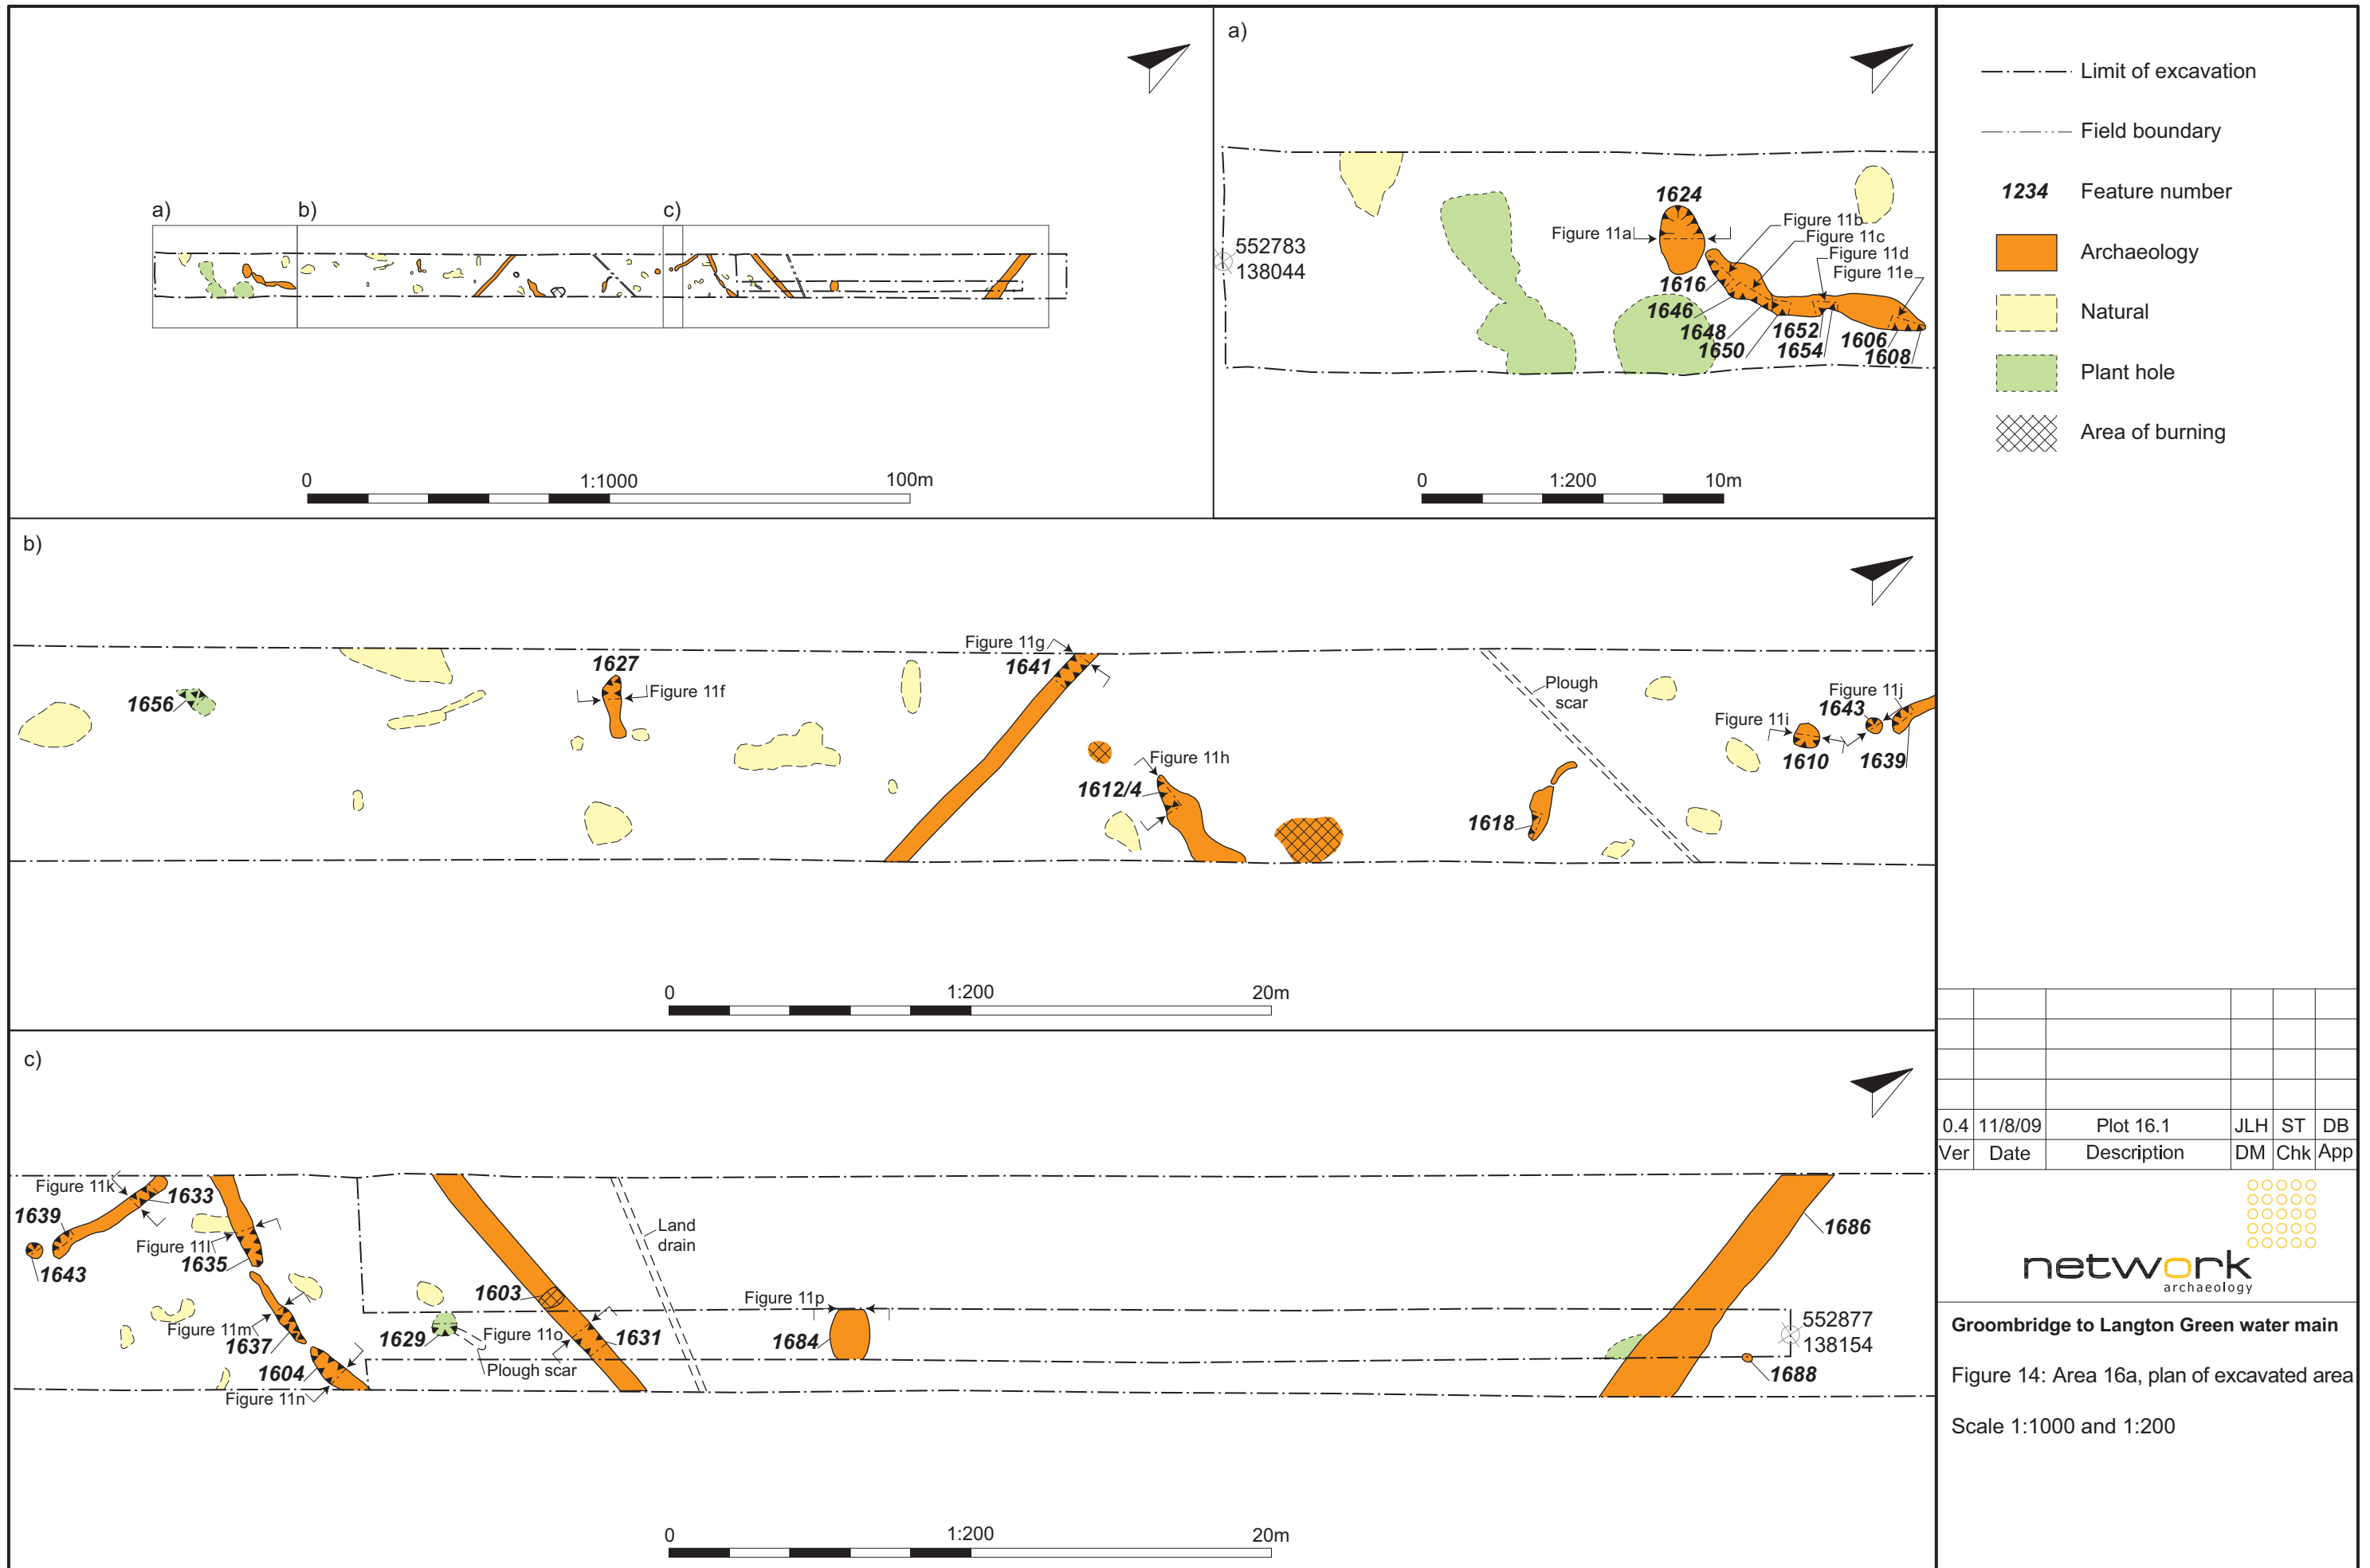 a)
b)
c)
0
1:1000
100m
a)
552783
138044
1624
Figure 11a
Figure 11b
Figure 11c
Figure 11d
Figure 11e
1616
1646
1648
1650
1652
1654
1606
1608
0
1:200
10m
Limit of excavation
Field boundary
1234 Feature number
Archaeology
Natural
Plant hole
Area of burning
b)
1656
1627
Figure 11f
Figure 11g
1641
Figure 11h
1612/4
1618
Plough
scar
Figure 11i
1610
Figure 11j
1643
1639
0
1:200
20m
c)
Figure 11k
1633
1639
1643
Figure 11l
1635
Figure 11m
1637
1604
Figure 11n
1629
1603
Figure 11o
1631
Plough scar
Land
drain
Figure 11p
1684
1686
552877
138154
1688
0
1:200
20m
0.4 11/8/09 Plot 16.1 JLH ST DB
Ver Date Description DM Chk App
network
archaeology
Groombridge to Langton Green water main
Figure 14: Area 16a, plan of excavated area
Scale 1:1000 and 1:200